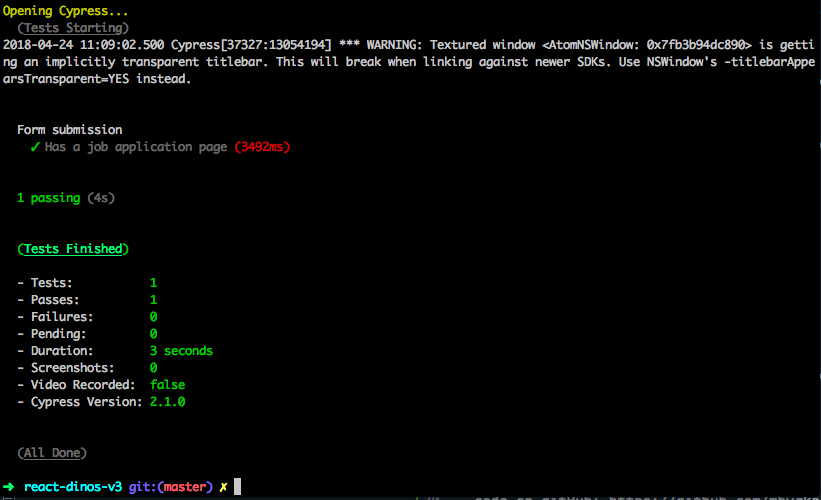 Opening Cypress...
(Tests Starting)
2018-04-24 11:09:02.500 Cypress[37327:13054194] *** WARNING: Textured window <AtomNSWindow: 0x7fb3b94dc890> is getti
ng an implicitly transparent titlebar. This will break when linking against newer SDKs. Use NSWindow's -titlebarAppe
arsTransparent=YES instead.
Form submission
✓ Has a job application page (3492ms)
1 passing (4s)
(Tests Finished)
- Tests: 1
- Passes: 1
- Failures: 0
- Pending: 0
- Duration: 3 seconds
- Screenshots: 0
- Video Recorded: false
- Cypress Version: 2.1.0
(All Done)
➜ react-dinos-v3 git:(master) ✗